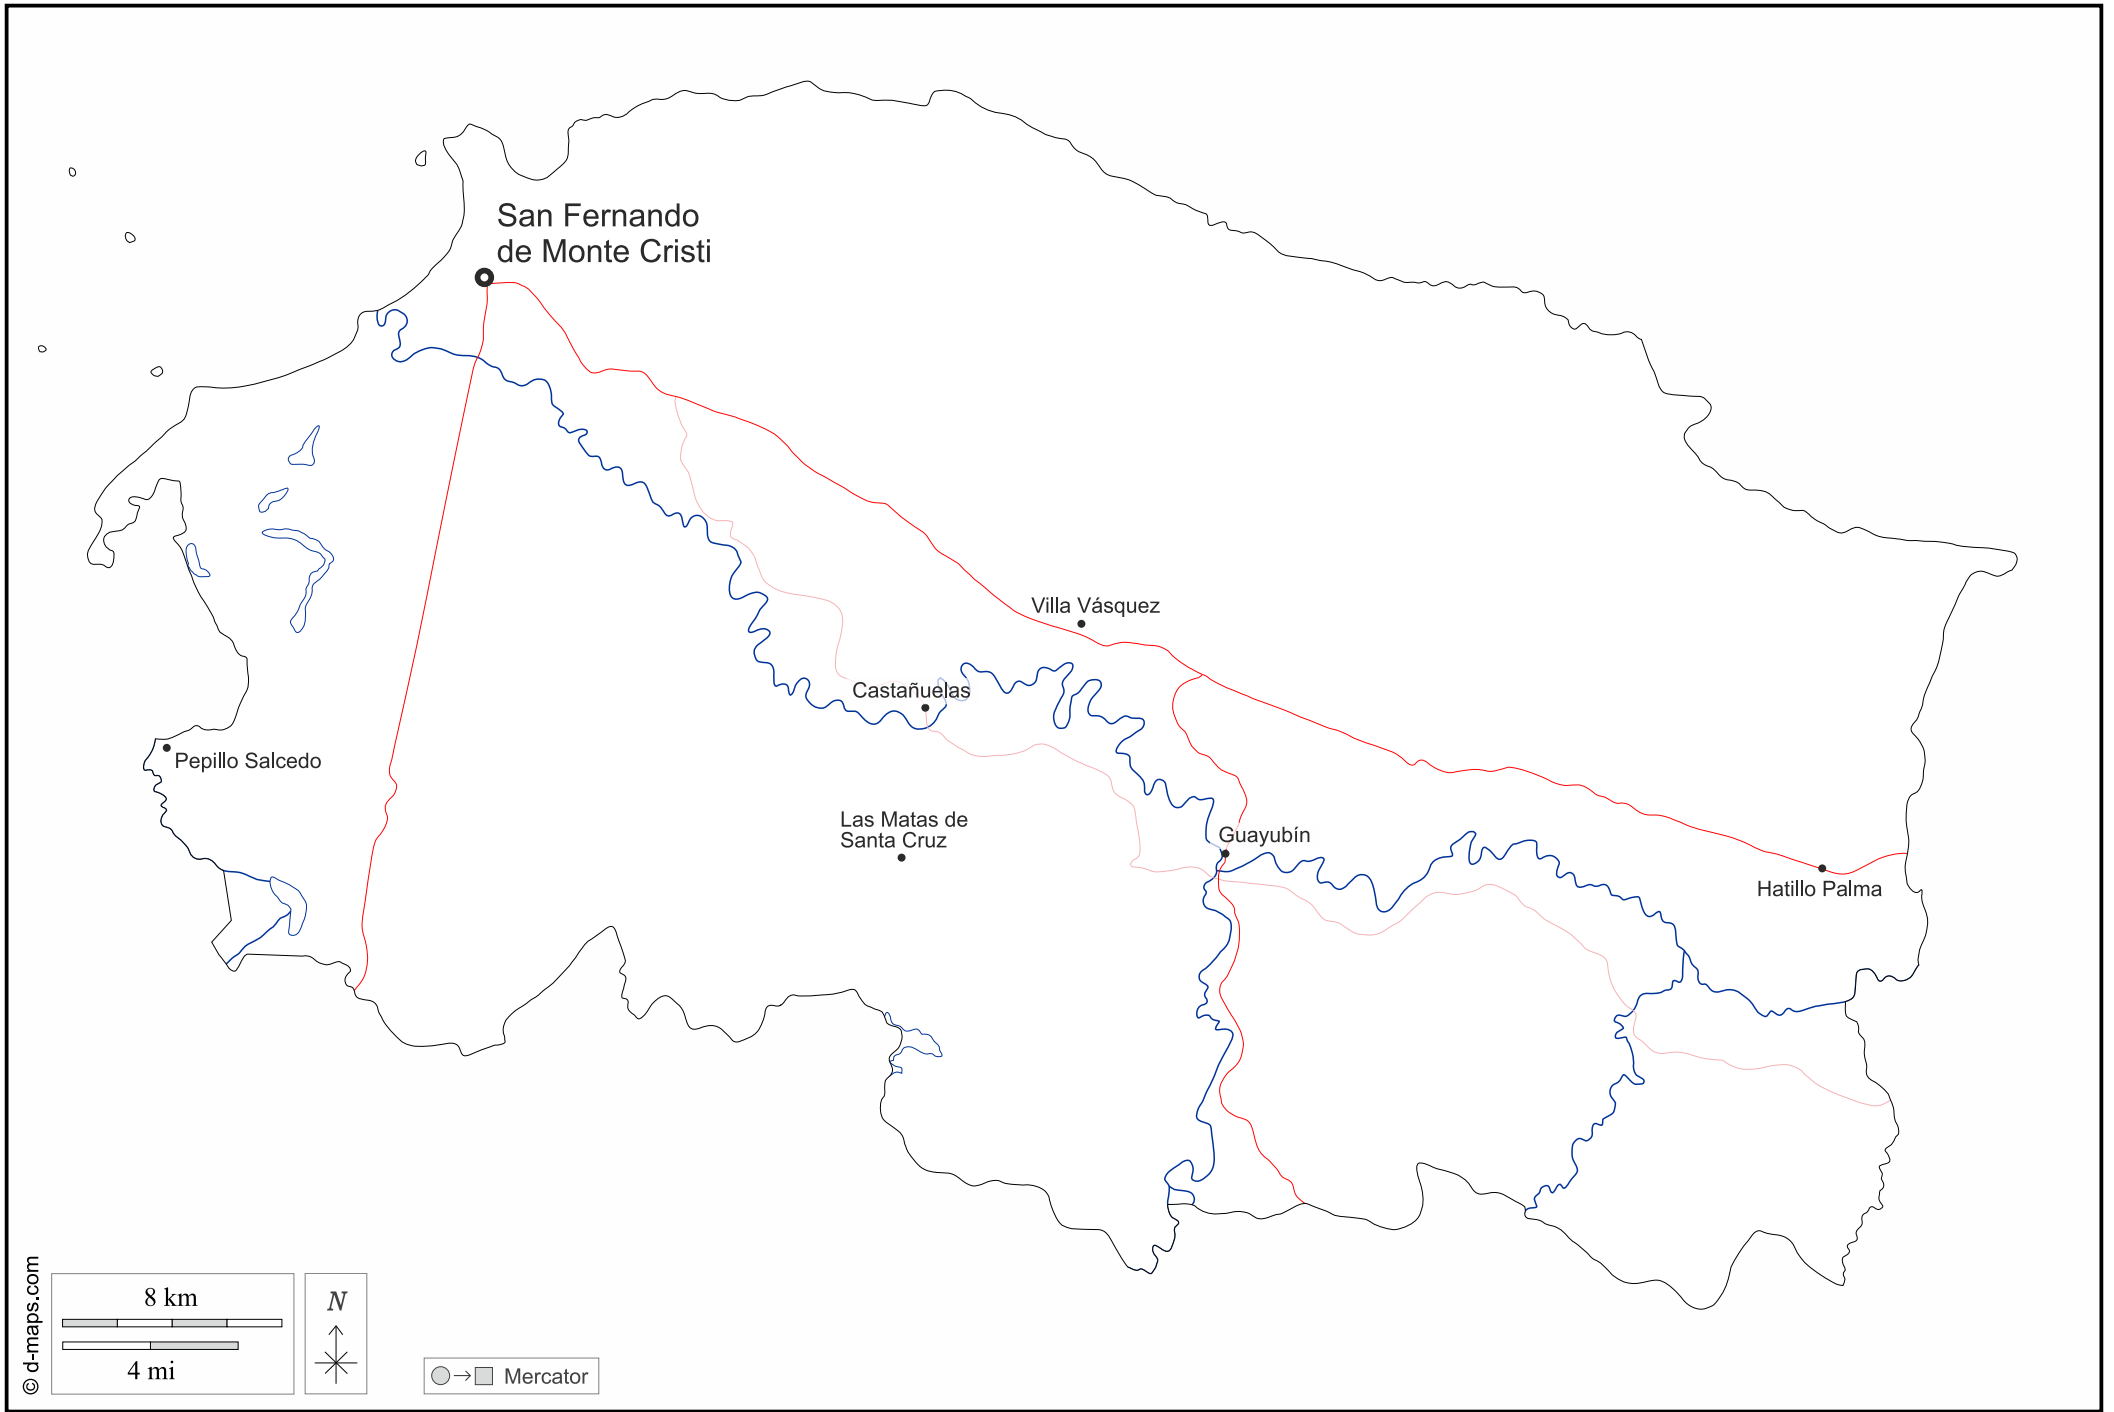 San Fernando
de Monte Cristi
Villa Vásquez
Castañuelas
Pepillo Salcedo
Las Matas de
Santa Cruz
Guayubín
Hatillo Palma
© d-maps.com
8 km
4 mi
N
Mercator